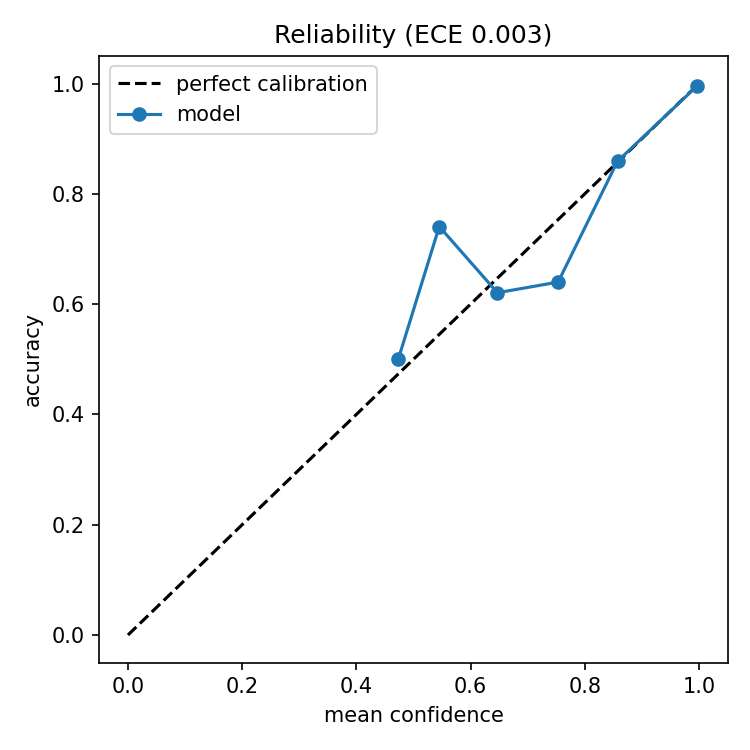 Reliability (ECE 0.003)
perfect calibration
model
accuracy
1.0
0.8
0.6
0.4
0.2
0.0
0.0 0.2 0.4 0.6 0.8 1.0
mean confidence